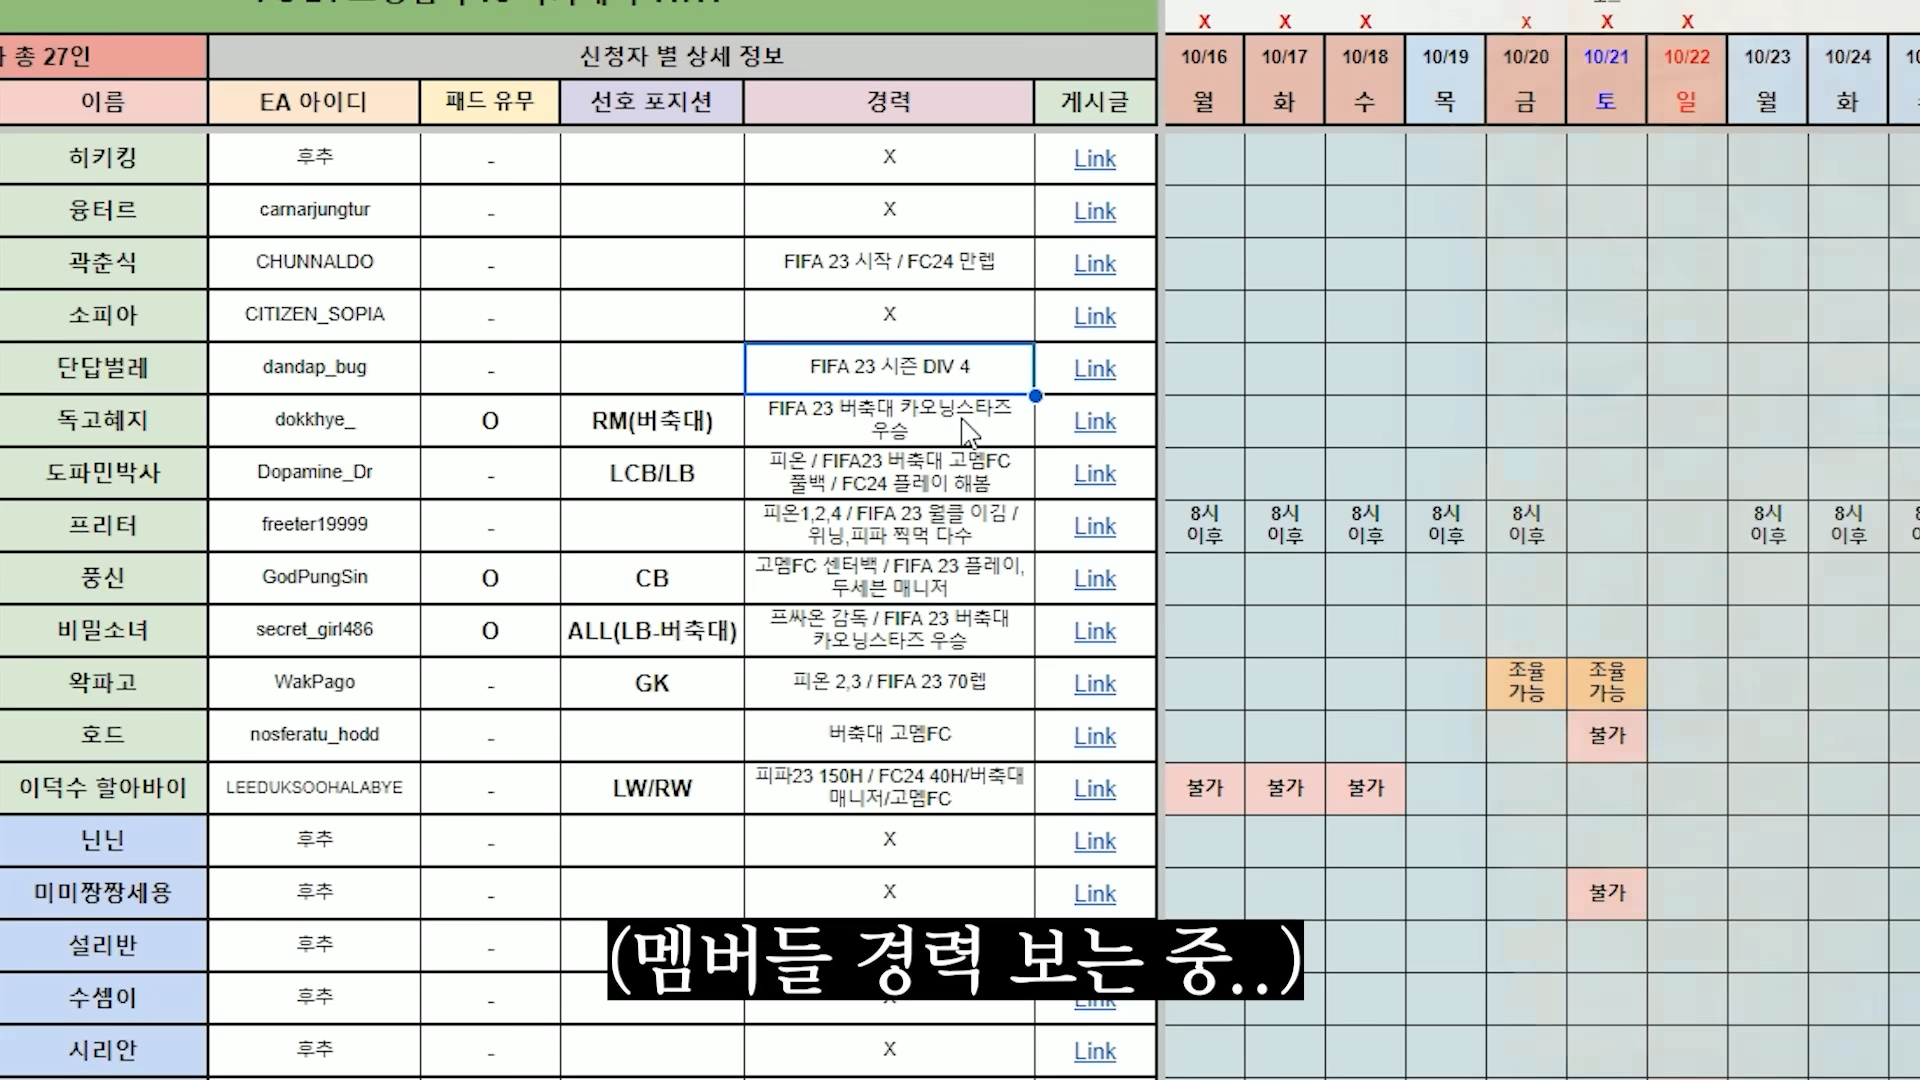 X X X X X X
총 27인 신청자 별 상세 정보 10/16 10/17 10/18 10/19 10/20 10/21 10/22 10/23 10/24
이름 EA 아이디 패드 유무 선호 포지션 경력 게시글 월 화 수 목 금 토 일 월 화
히키킹 후추 - X Link
융터르 carnarjungtur - X Link
곽춘식 CHUNNALDO - FIFA 23 시작 / FC24 만렙 Link
소피아 CITIZEN_SOPIA - X Link
단답벌레 dandap_bug - FIFA 23 시즌 DIV 4 Link
독고혜지 dokkhye_ O RM(버축대) FIFA 23 버축대 카오닝스타즈
우승 Link
도파민박사 Dopamine_Dr - LCB/LB 피온 / FIFA23 버축대 고멤FC
풀백 / FC24 플레이 해봄 Link
프리터 freeter19999 - 피온1,2,4 / FIFA 23 월클 이김 /
위닝,피파 찍먹 다수 Link 8시 8시 8시 8시 8시 8시 8시
이후 이후 이후 이후 이후 이후 이후
풍신 GodPungSin O CB 고멤FC 센터백 / FIFA 23 플레이,
두세븐 매니저 Link
비밀소녀 secret_girl486 O ALL(LB-버축대) 프싸온 감독 / FIFA 23 버축대
카오닝스타즈 우승 Link
왁파고 WakPago - GK 피온 2,3 / FIFA 23 70렙 Link 조율 조율
가능 가능
호드 nosferatu_hodd - 버축대 고멤FC Link 불가
이덕수 할아바이 LEEDUKSOOHALABYE - LW/RW 피파23 150H / FC24 40H/버축대
매니저/고멤FC Link 불가 불가 불가
닌닌 후추 - X Link
미미짱짱세용 후추 - X Link 불가
설리반 후추 -
(멤버들 경력 보는 중..)
수셈이 후추 - Link
시리안 후추 - X Link